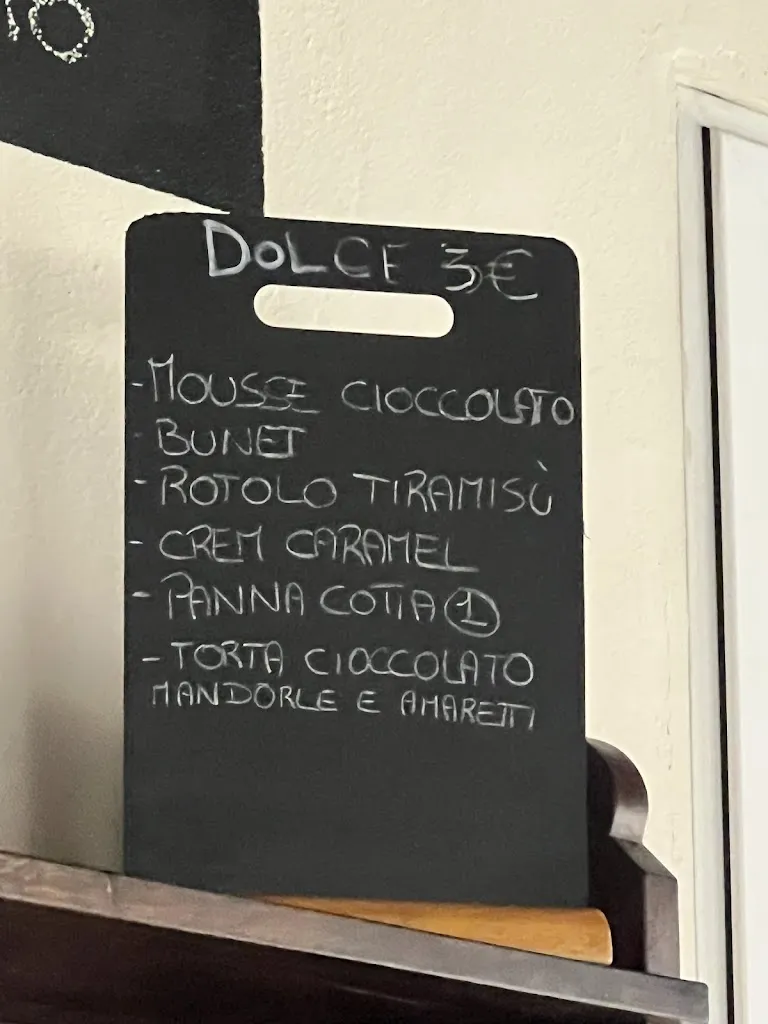 DOLCE 3€
- MOUSSE CIOCCOLATO
- BUNET
- ROTOLO TIRAMISÙ
- CREM CARAMEL
- PANNA COTTA ①
- TORTA CIOCCOLATO
MANDORLE E AMARETTI